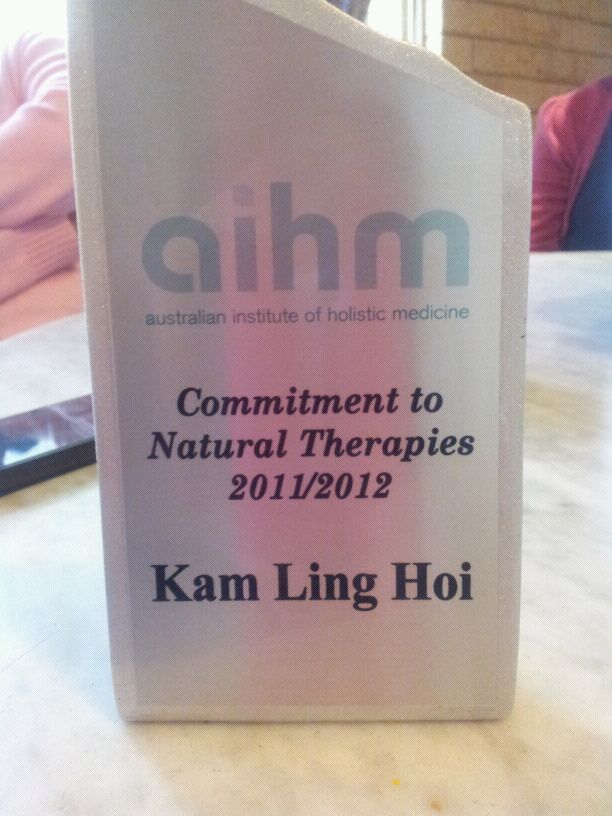 aihm
australian institute of holistic medicine
Commitment to
Natural Therapies
2011/2012
Kam Ling Hoi